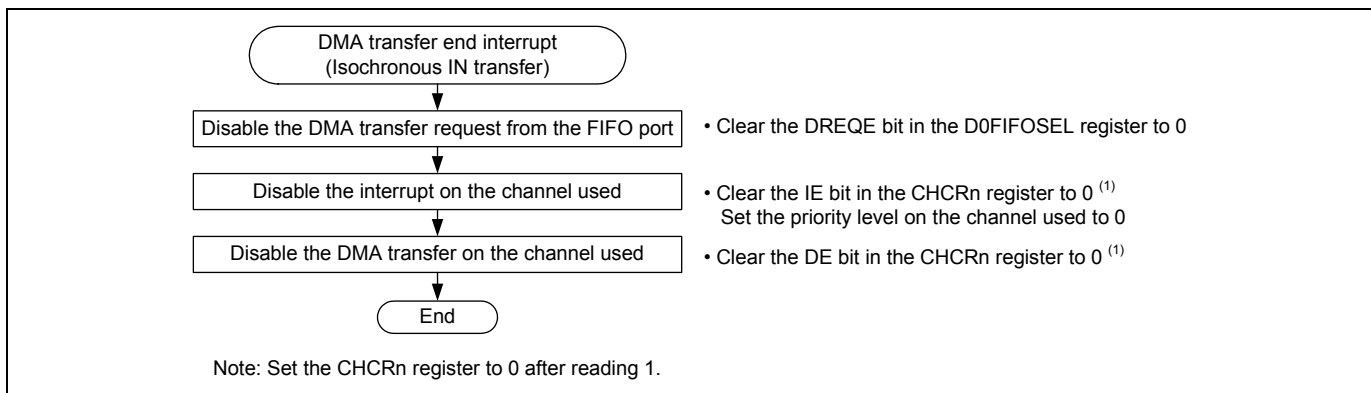 DMA transfer end interrupt
(Isochronous IN transfer)
Disable the DMA transfer request from the FIFO port
• Clear the DREQE bit in the D0FIFOSEL register to 0
Disable the interrupt on the channel used
• Clear the IE bit in the CHCRn register to 0 (1)
Set the priority level on the channel used to 0
Disable the DMA transfer on the channel used
• Clear the DE bit in the CHCRn register to 0 (1)
End
Note: Set the CHCRn register to 0 after reading 1.